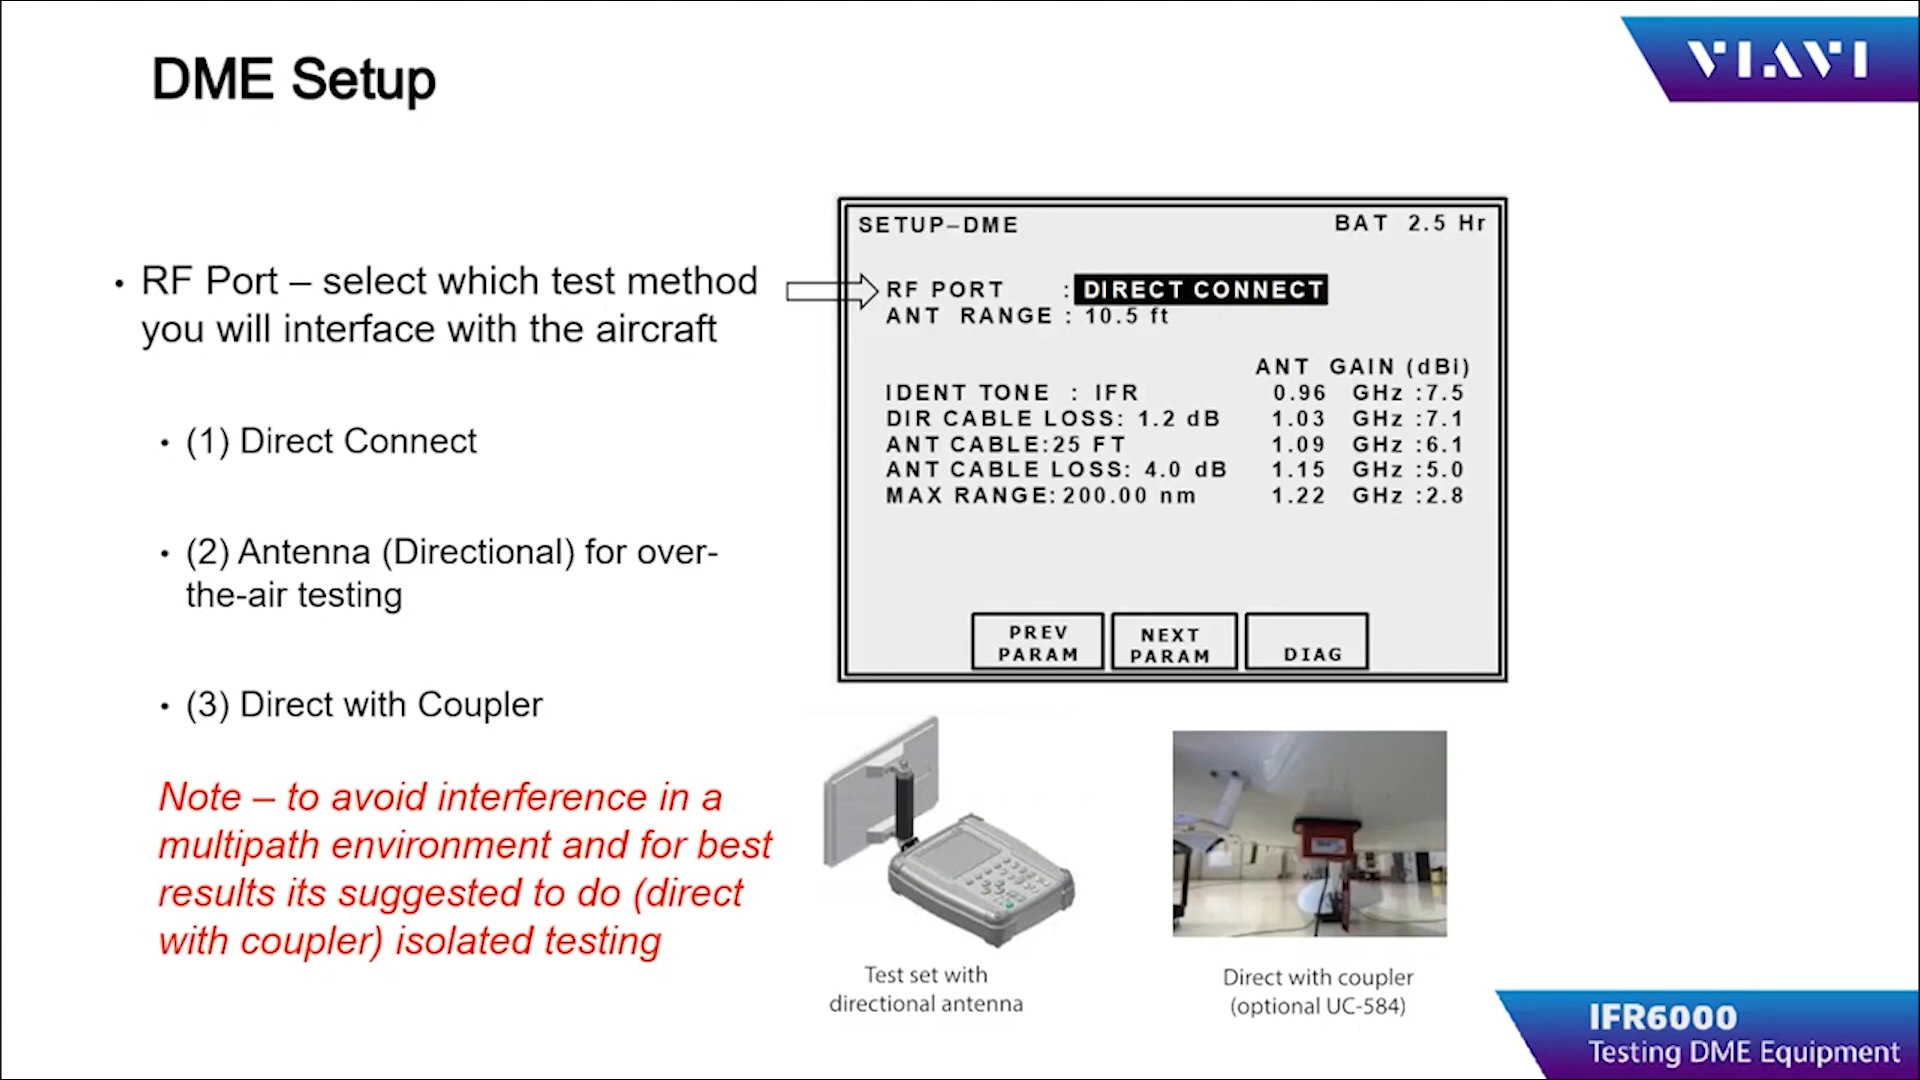 DME Setup
VIAVI
• RF Port – select which test method
you will interface with the aircraft
• (1) Direct Connect
• (2) Antenna (Directional) for over-
the-air testing
• (3) Direct with Coupler
Note – to avoid interference in a
multipath environment and for best
results its suggested to do (direct
with coupler) isolated testing
SETUP–DME BAT 2.5 Hr
RF PORT : DIRECT CONNECT
ANT RANGE : 10.5 ft
ANT GAIN (dBi)
IDENT TONE : IFR 0.96 GHz :7.5
DIR CABLE LOSS: 1.2 dB 1.03 GHz :7.1
ANT CABLE:25 FT 1.09 GHz :6.1
ANT CABLE LOSS: 4.0 dB 1.15 GHz :5.0
MAX RANGE:200.00 nm 1.22 GHz :2.8
PREV
PARAM
NEXT
PARAM
DIAG
Test set with
directional antenna
Direct with coupler
(optional UC-584)
IFR6000
Testing DME Equipment